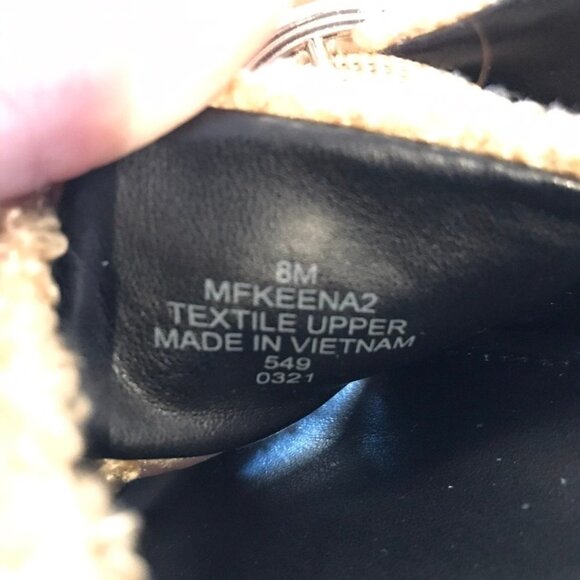 8M
MFKEENA2
TEXTILE UPPER
MADE IN VIETNAM
549
0321